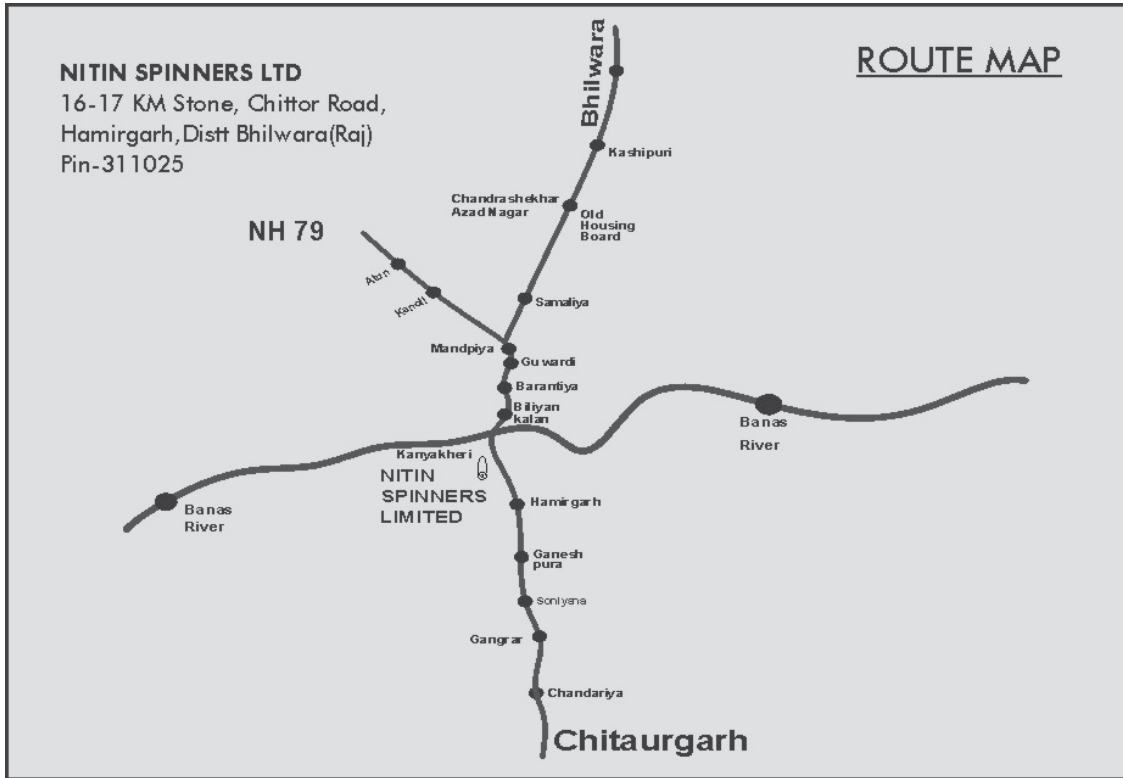 NITIN SPINNERS LTD
16-17 KM Stone, Chittor Road,
Hamirgarh,Distt Bhilwara(Raj)
Pin-311025
ROUTE MAP
Bhilwara
Kashipuri
Chandrashekhar
Azad Nagar
Old
Housing
Board
NH 79
Samaliya
Mandpiya
Guwardi
Barantiya
Biliyan
kalan
Banas
River
Kanyakheri
NITIN
SPINNERS
LIMITED
Banas
River
Hamirgarh
Ganesh
pura
Soniyana
Gangrar
Chandariya
Chitaurgarh